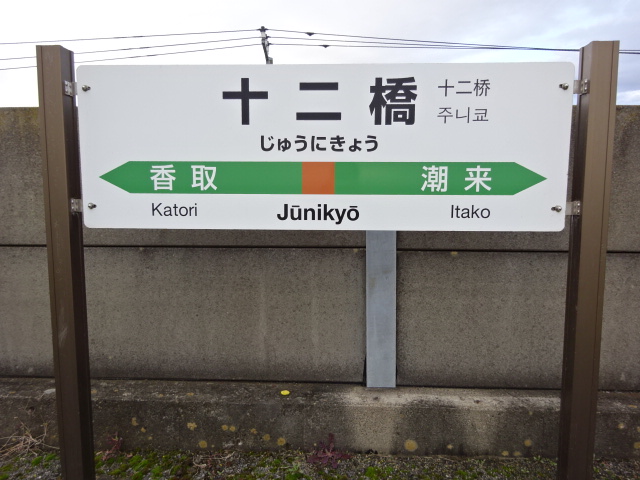 十二橋
十二桥
주니쿄
じゅうにきょう
香取 潮来
Katori Jūnikyō Itako